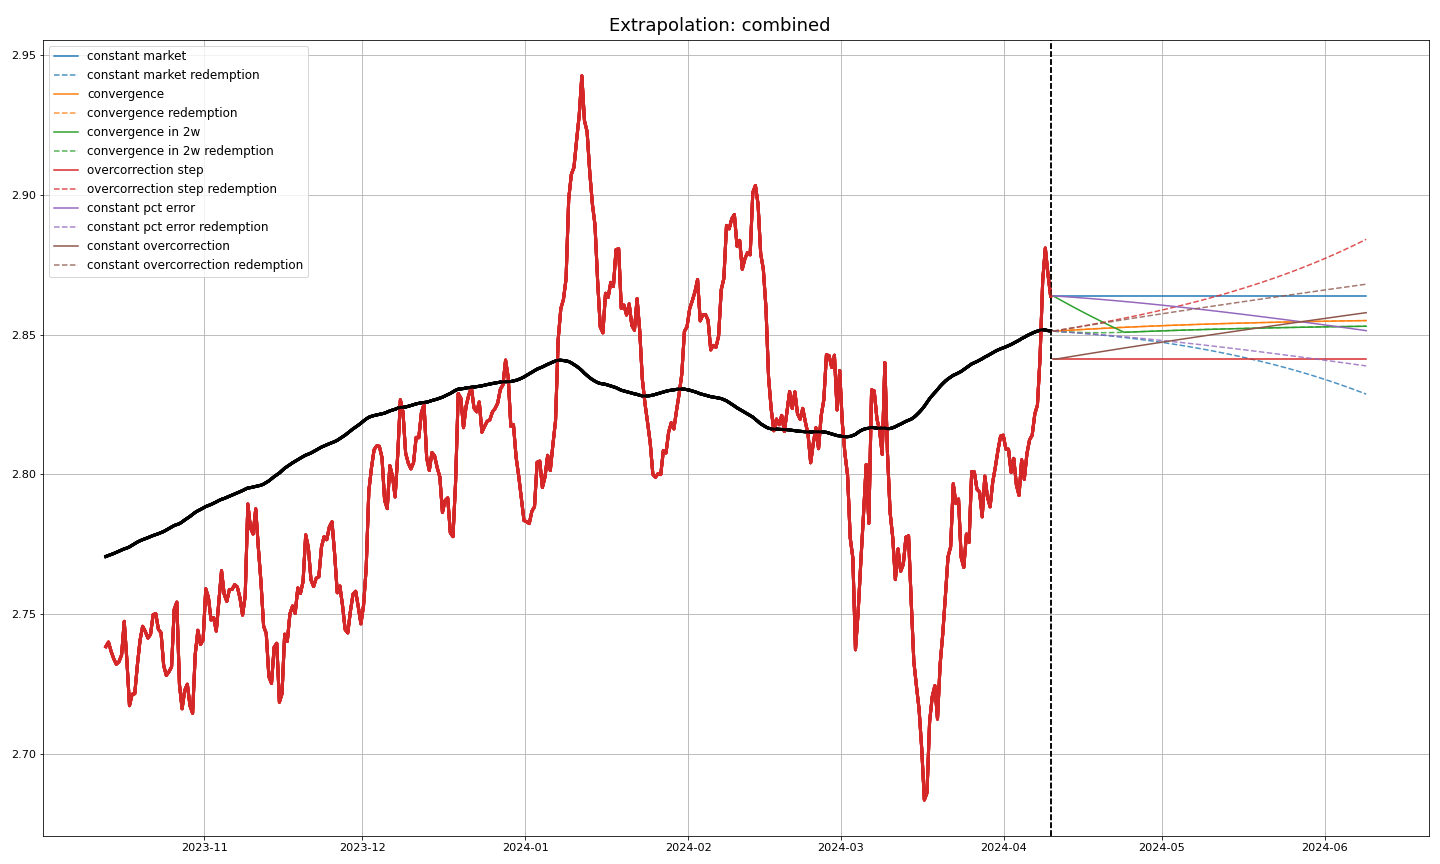 Extrapolation: combined
constant market
constant market redemption
convergence
convergence redemption
convergence in 2w
convergence in 2w redemption
overcorrection step
overcorrection step redemption
constant pct error
constant pct error redemption
constant overcorrection
constant overcorrection redemption
2.95
2.90
2.85
2.80
2.75
2.70
2023-11 2023-12 2024-01 2024-02 2024-03 2024-04 2024-05 2024-06